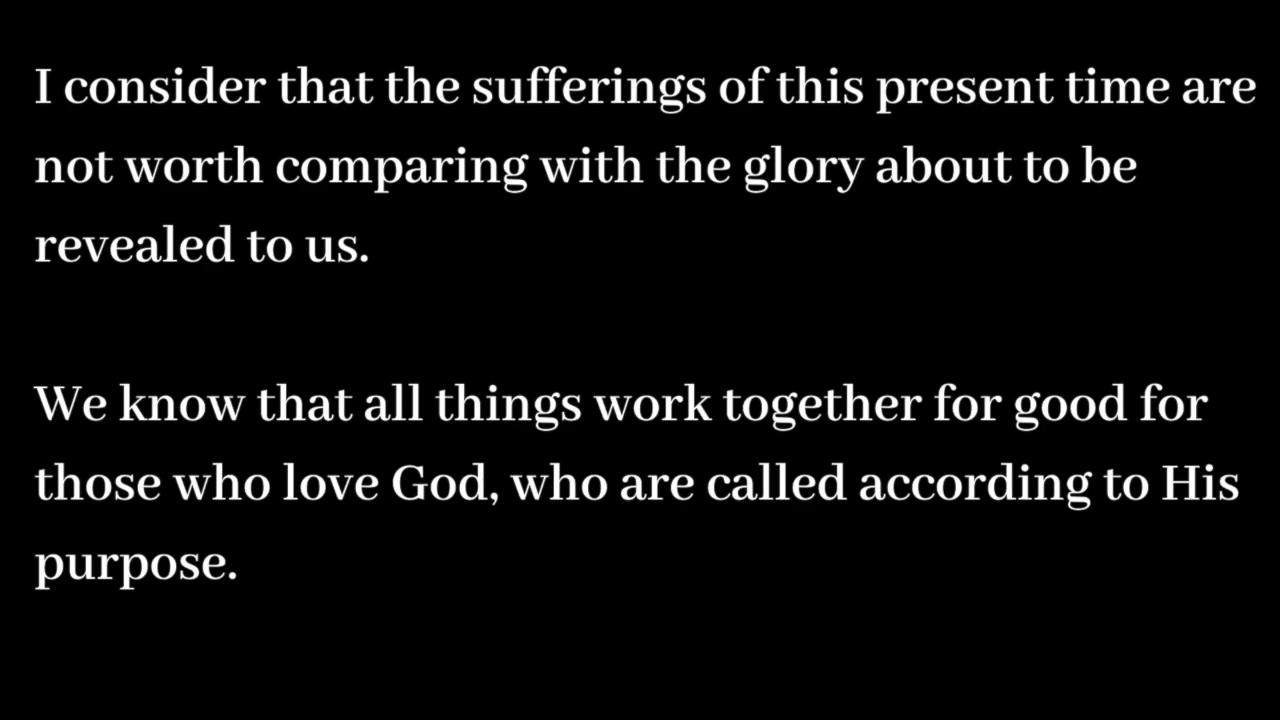 I consider that the sufferings of this present time are
not worth comparing with the glory about to be
revealed to us.
We know that all things work together for good for
those who love God, who are called according to His
purpose.